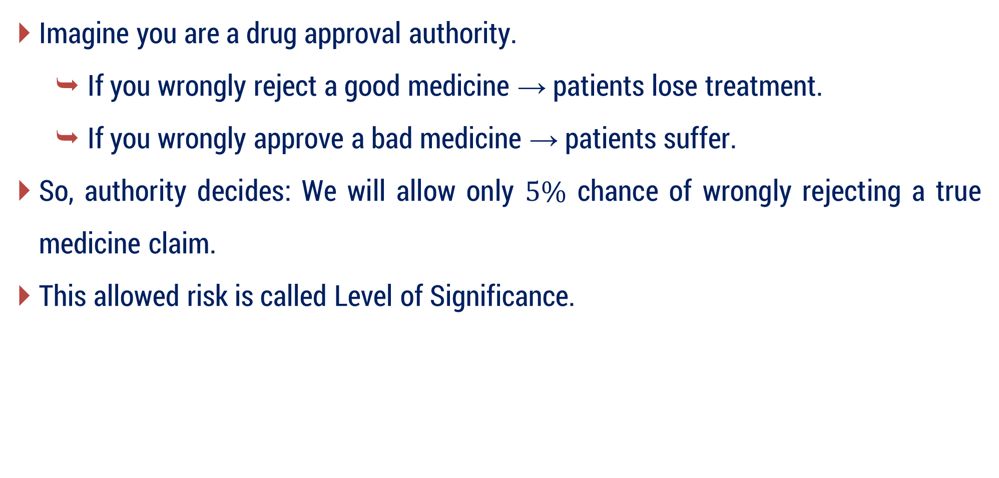 Imagine you are a drug approval authority.
If you wrongly reject a good medicine → patients lose treatment.
If you wrongly approve a bad medicine → patients suffer.
So, authority decides: We will allow only 5% chance of wrongly rejecting a true
medicine claim.
This allowed risk is called Level of Significance.